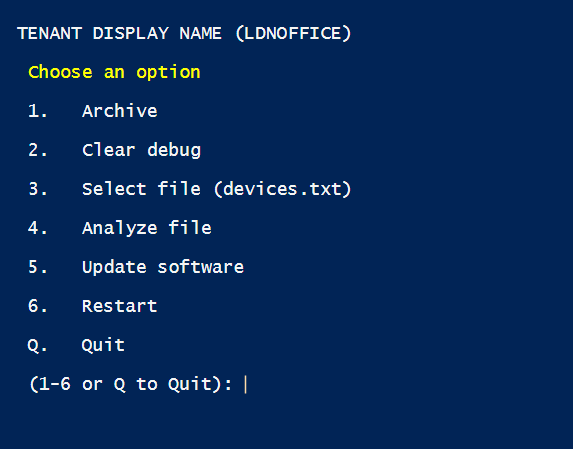 TENANT DISPLAY NAME (LDNOFFICE)
Choose an option
1. Archive
2. Clear debug
3. Select file (devices.txt)
4. Analyze file
5. Update software
6. Restart
Q. Quit
(1-6 or Q to Quit):